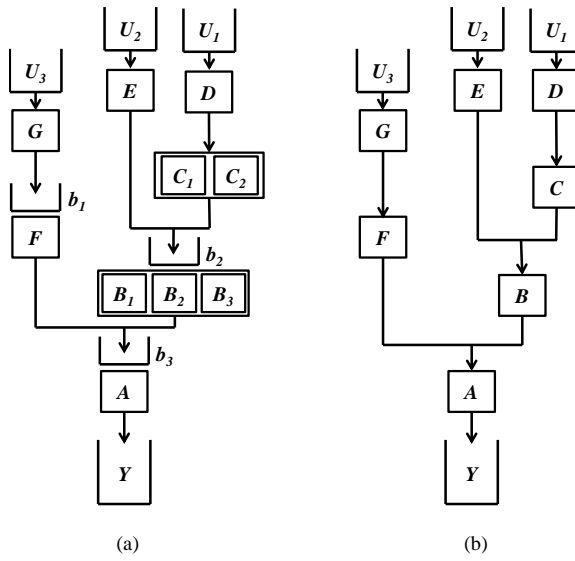 U2 U1 U2 U1
U3 E D U3 E D
G G
C1 C2 C
b1
F F
b2
B1 B2 B3 B
b3
A A
Y Y
(a) (b)